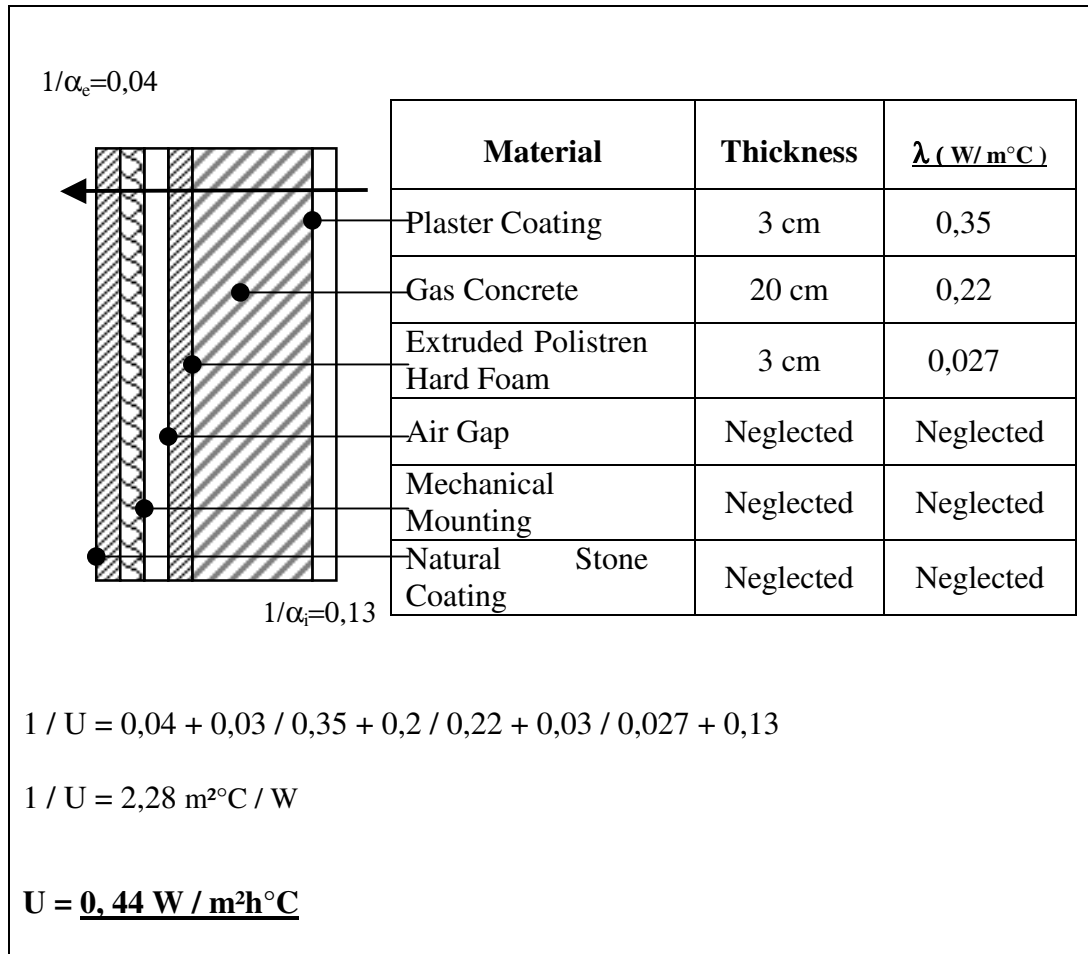 1/αₑ=0,04
Material Thickness λ ( W/ m°C )
Plaster Coating 3 cm 0,35
Gas Concrete 20 cm 0,22
Extruded Polistren
Hard Foam 3 cm 0,027
Air Gap Neglected Neglected
Mechanical
Mounting Neglected Neglected
Natural Stone
Coating Neglected Neglected
1/αᵢ=0,13
1 / U = 0,04 + 0,03 / 0,35 + 0,2 / 0,22 + 0,03 / 0,027 + 0,13
1 / U = 2,28 m²°C / W
U = 0, 44 W / m²h°C